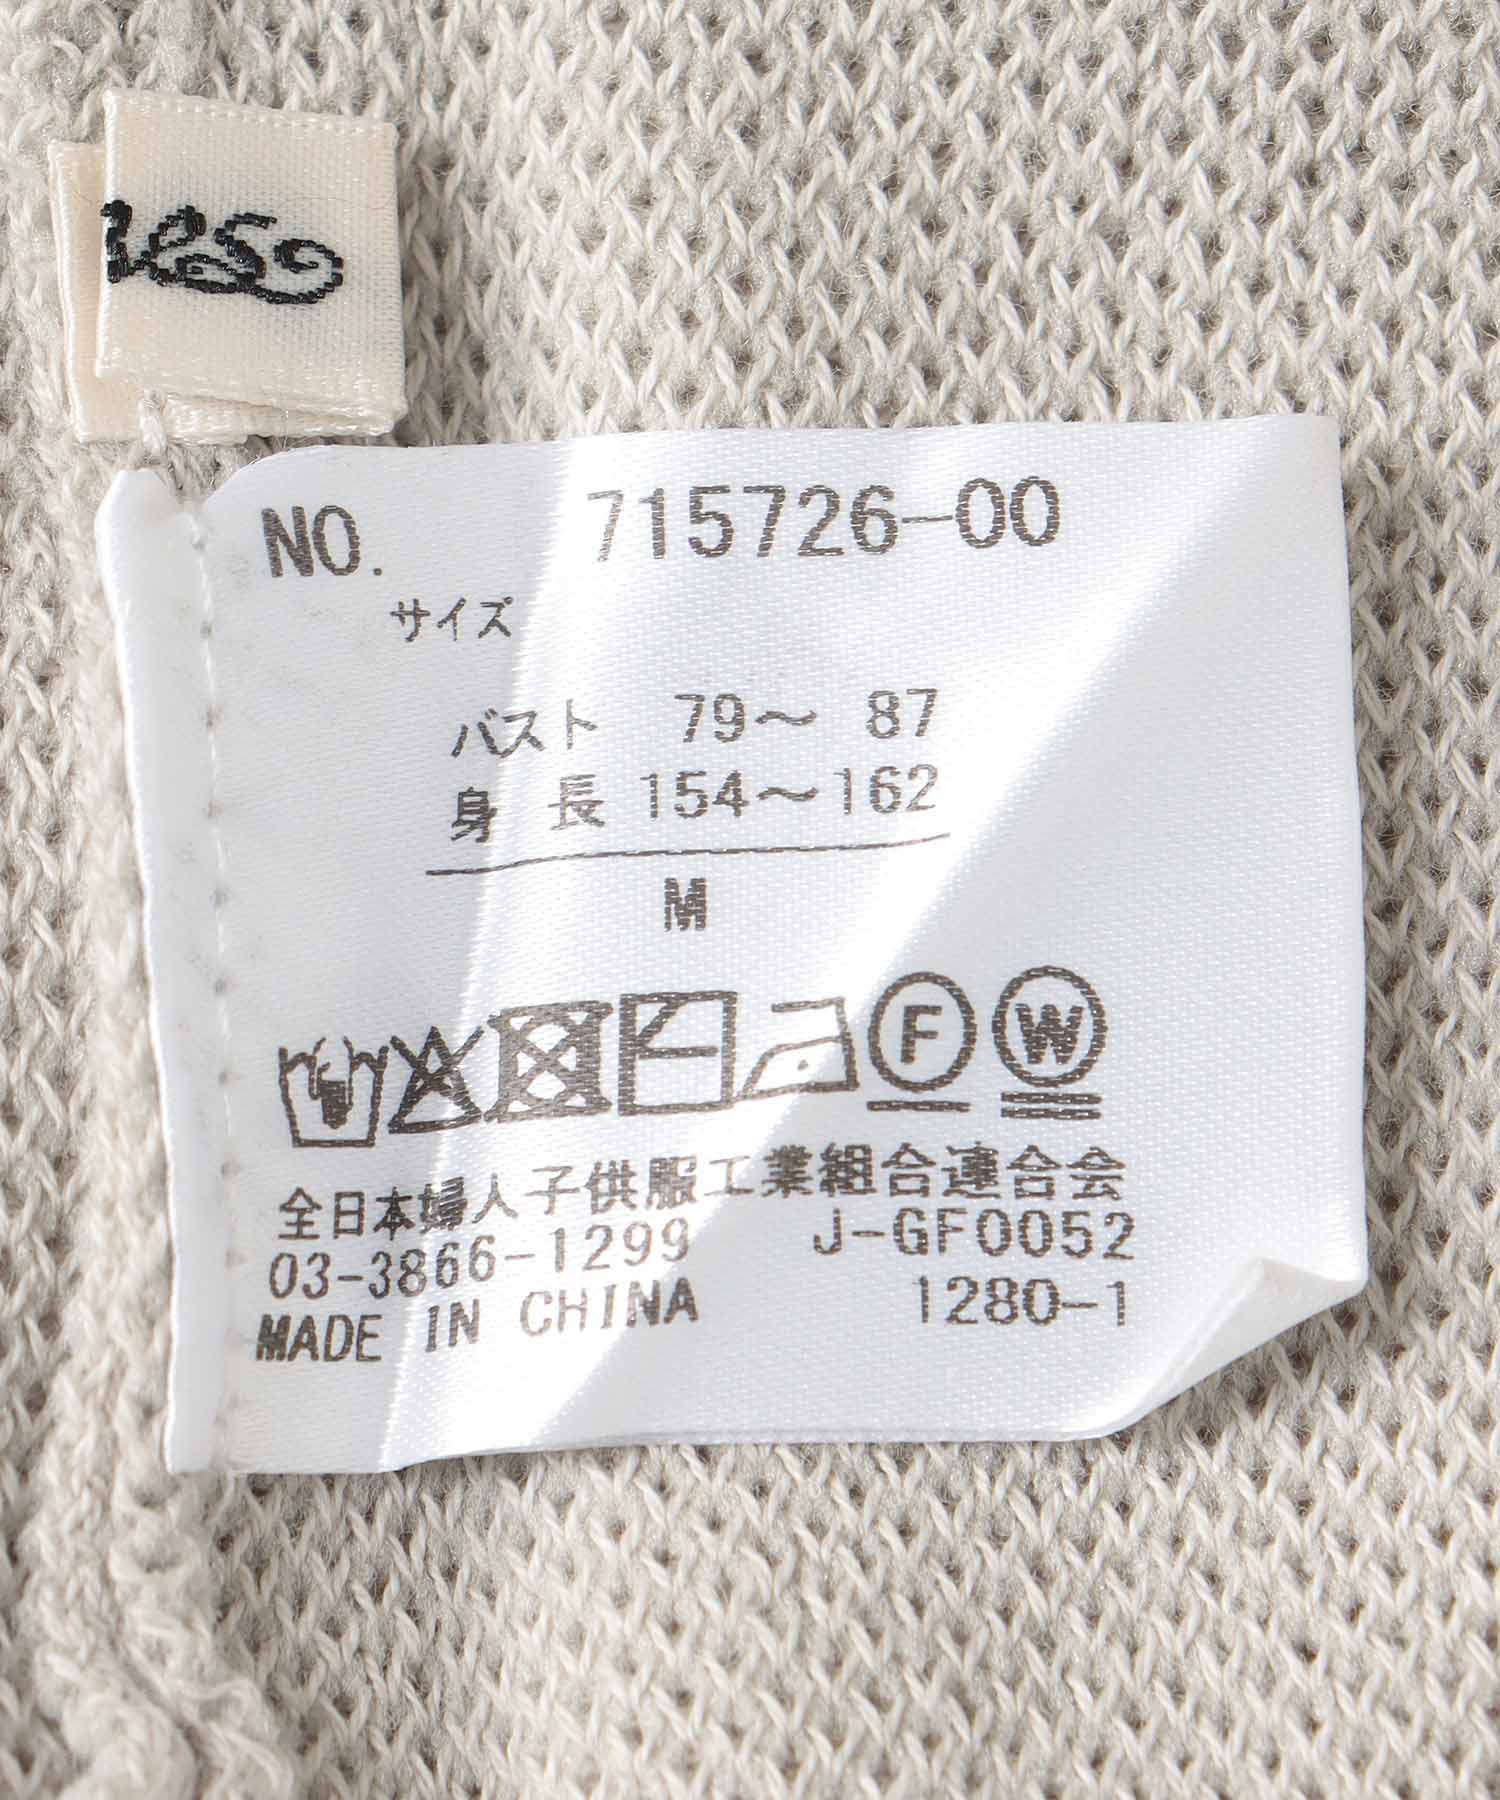 NO. 715726-00
サイズ
バスト 79～ 87
身 長 154～162
M
F W
全日本婦人子供服工業組合連合会
03-3866-1299 J-GF0052
MADE IN CHINA 1280-1